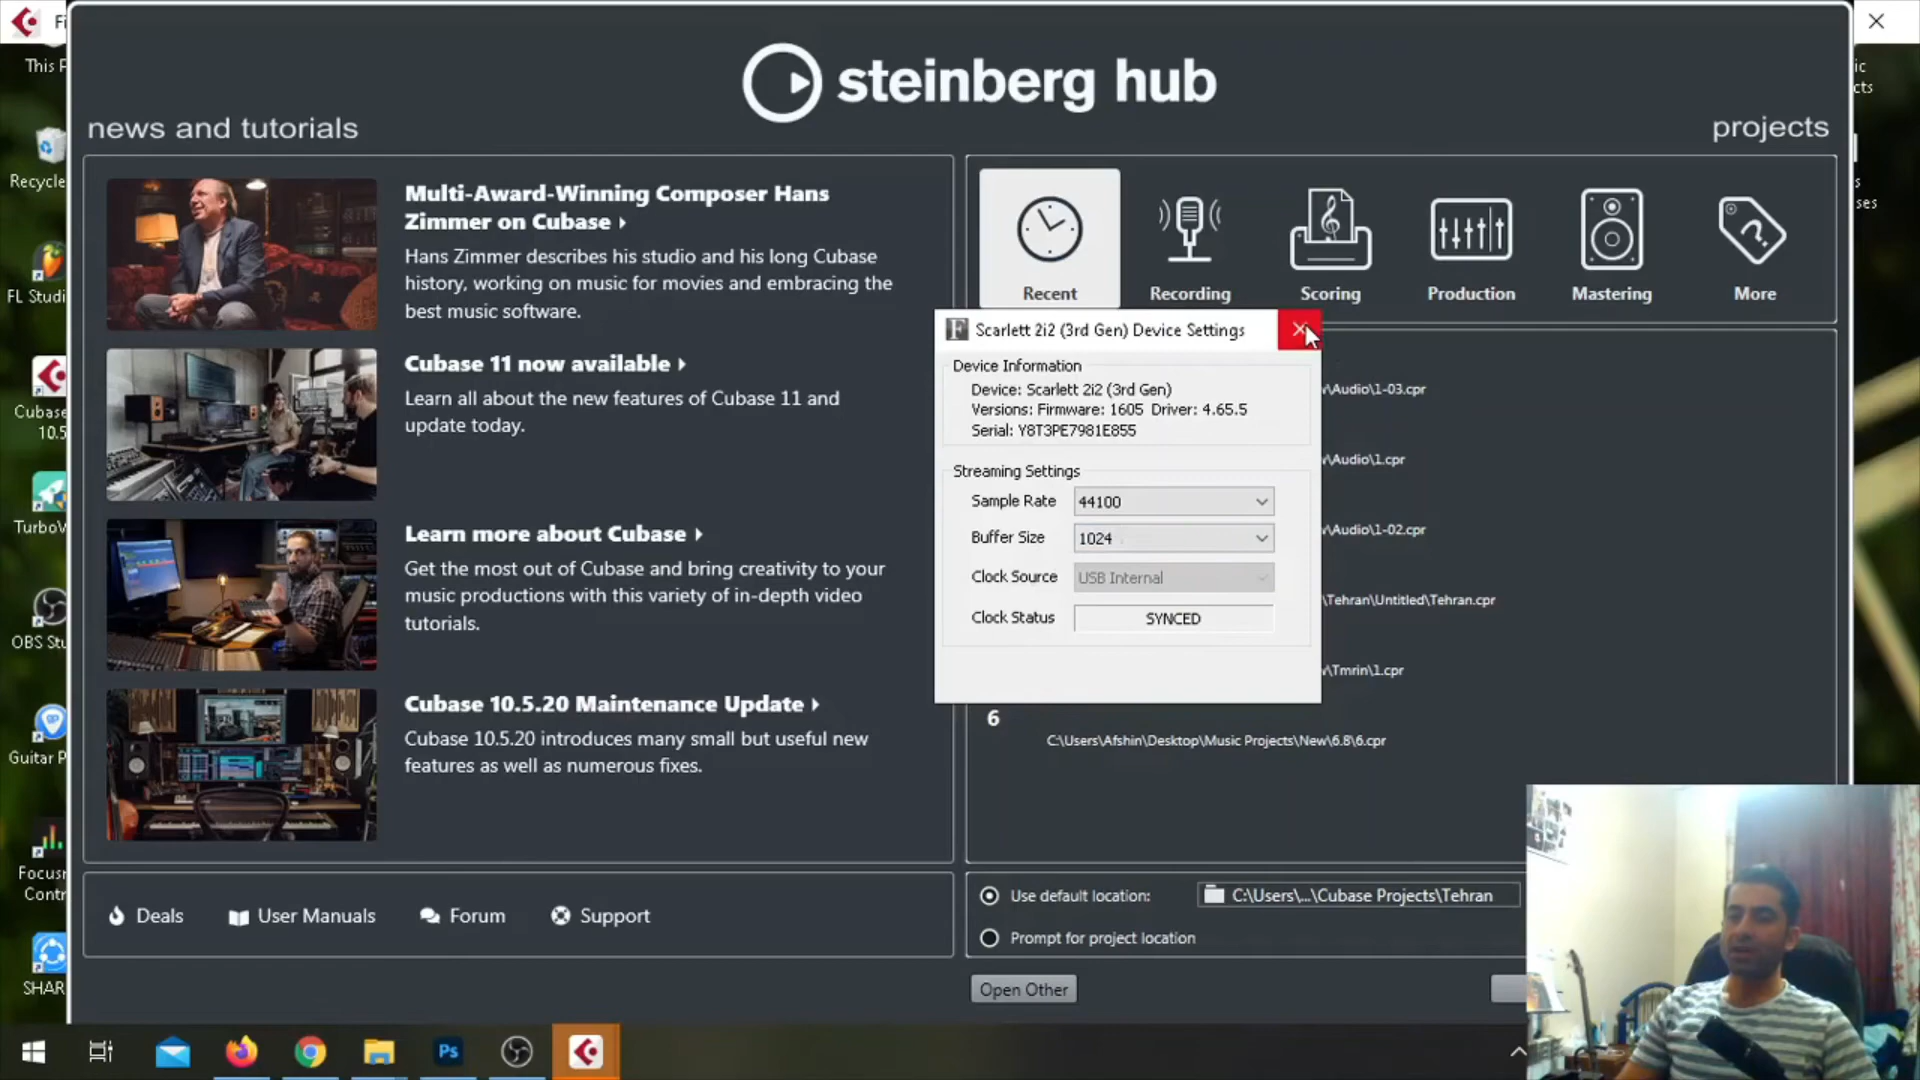 Fi
steinberg hub
news and tutorials
projects
This P
Recycle
FL Studi
Cubase
10.5
TurboV
OBS Stu
Guitar P
Focusr
Contr
SHAR
ic
cts
s
ses
Multi-Award-Winning Composer Hans
Zimmer on Cubase
Hans Zimmer describes his studio and his long Cubase
history, working on music for movies and embracing the
best music software.
Cubase 11 now available
Learn all about the new features of Cubase 11 and
update today.
Learn more about Cubase
Get the most out of Cubase and bring creativity to your
music productions with this variety of in-depth video
tutorials.
Cubase 10.5.20 Maintenance Update
Cubase 10.5.20 introduces many small but useful new
features as well as numerous fixes.
Deals
User Manuals
Forum
Support
Recent
Recording
Scoring
Production
Mastering
More
F Scarlett 2i2 (3rd Gen) Device Settings
Device Information
Device: Scarlett 2i2 (3rd Gen)
Versions: Firmware: 1605 Driver: 4.65.5
Serial: Y8T3PE7981E855
Streaming Settings
Sample Rate 44100
Buffer Size 1024
Clock Source USB Internal
Clock Status SYNCED
\Audio\1-03.cpr
\Audio\1.cpr
\Audio\1-02.cpr
\Tehran\Untitled\Tehran.cpr
\Tmrin\1.cpr
6
C:\Users\Afshin\Desktop\Music Projects\New\6.8\6.cpr
Use default location:
C:\Users\...\Cubase Projects\Tehran
Prompt for project location
Open Other
Ps